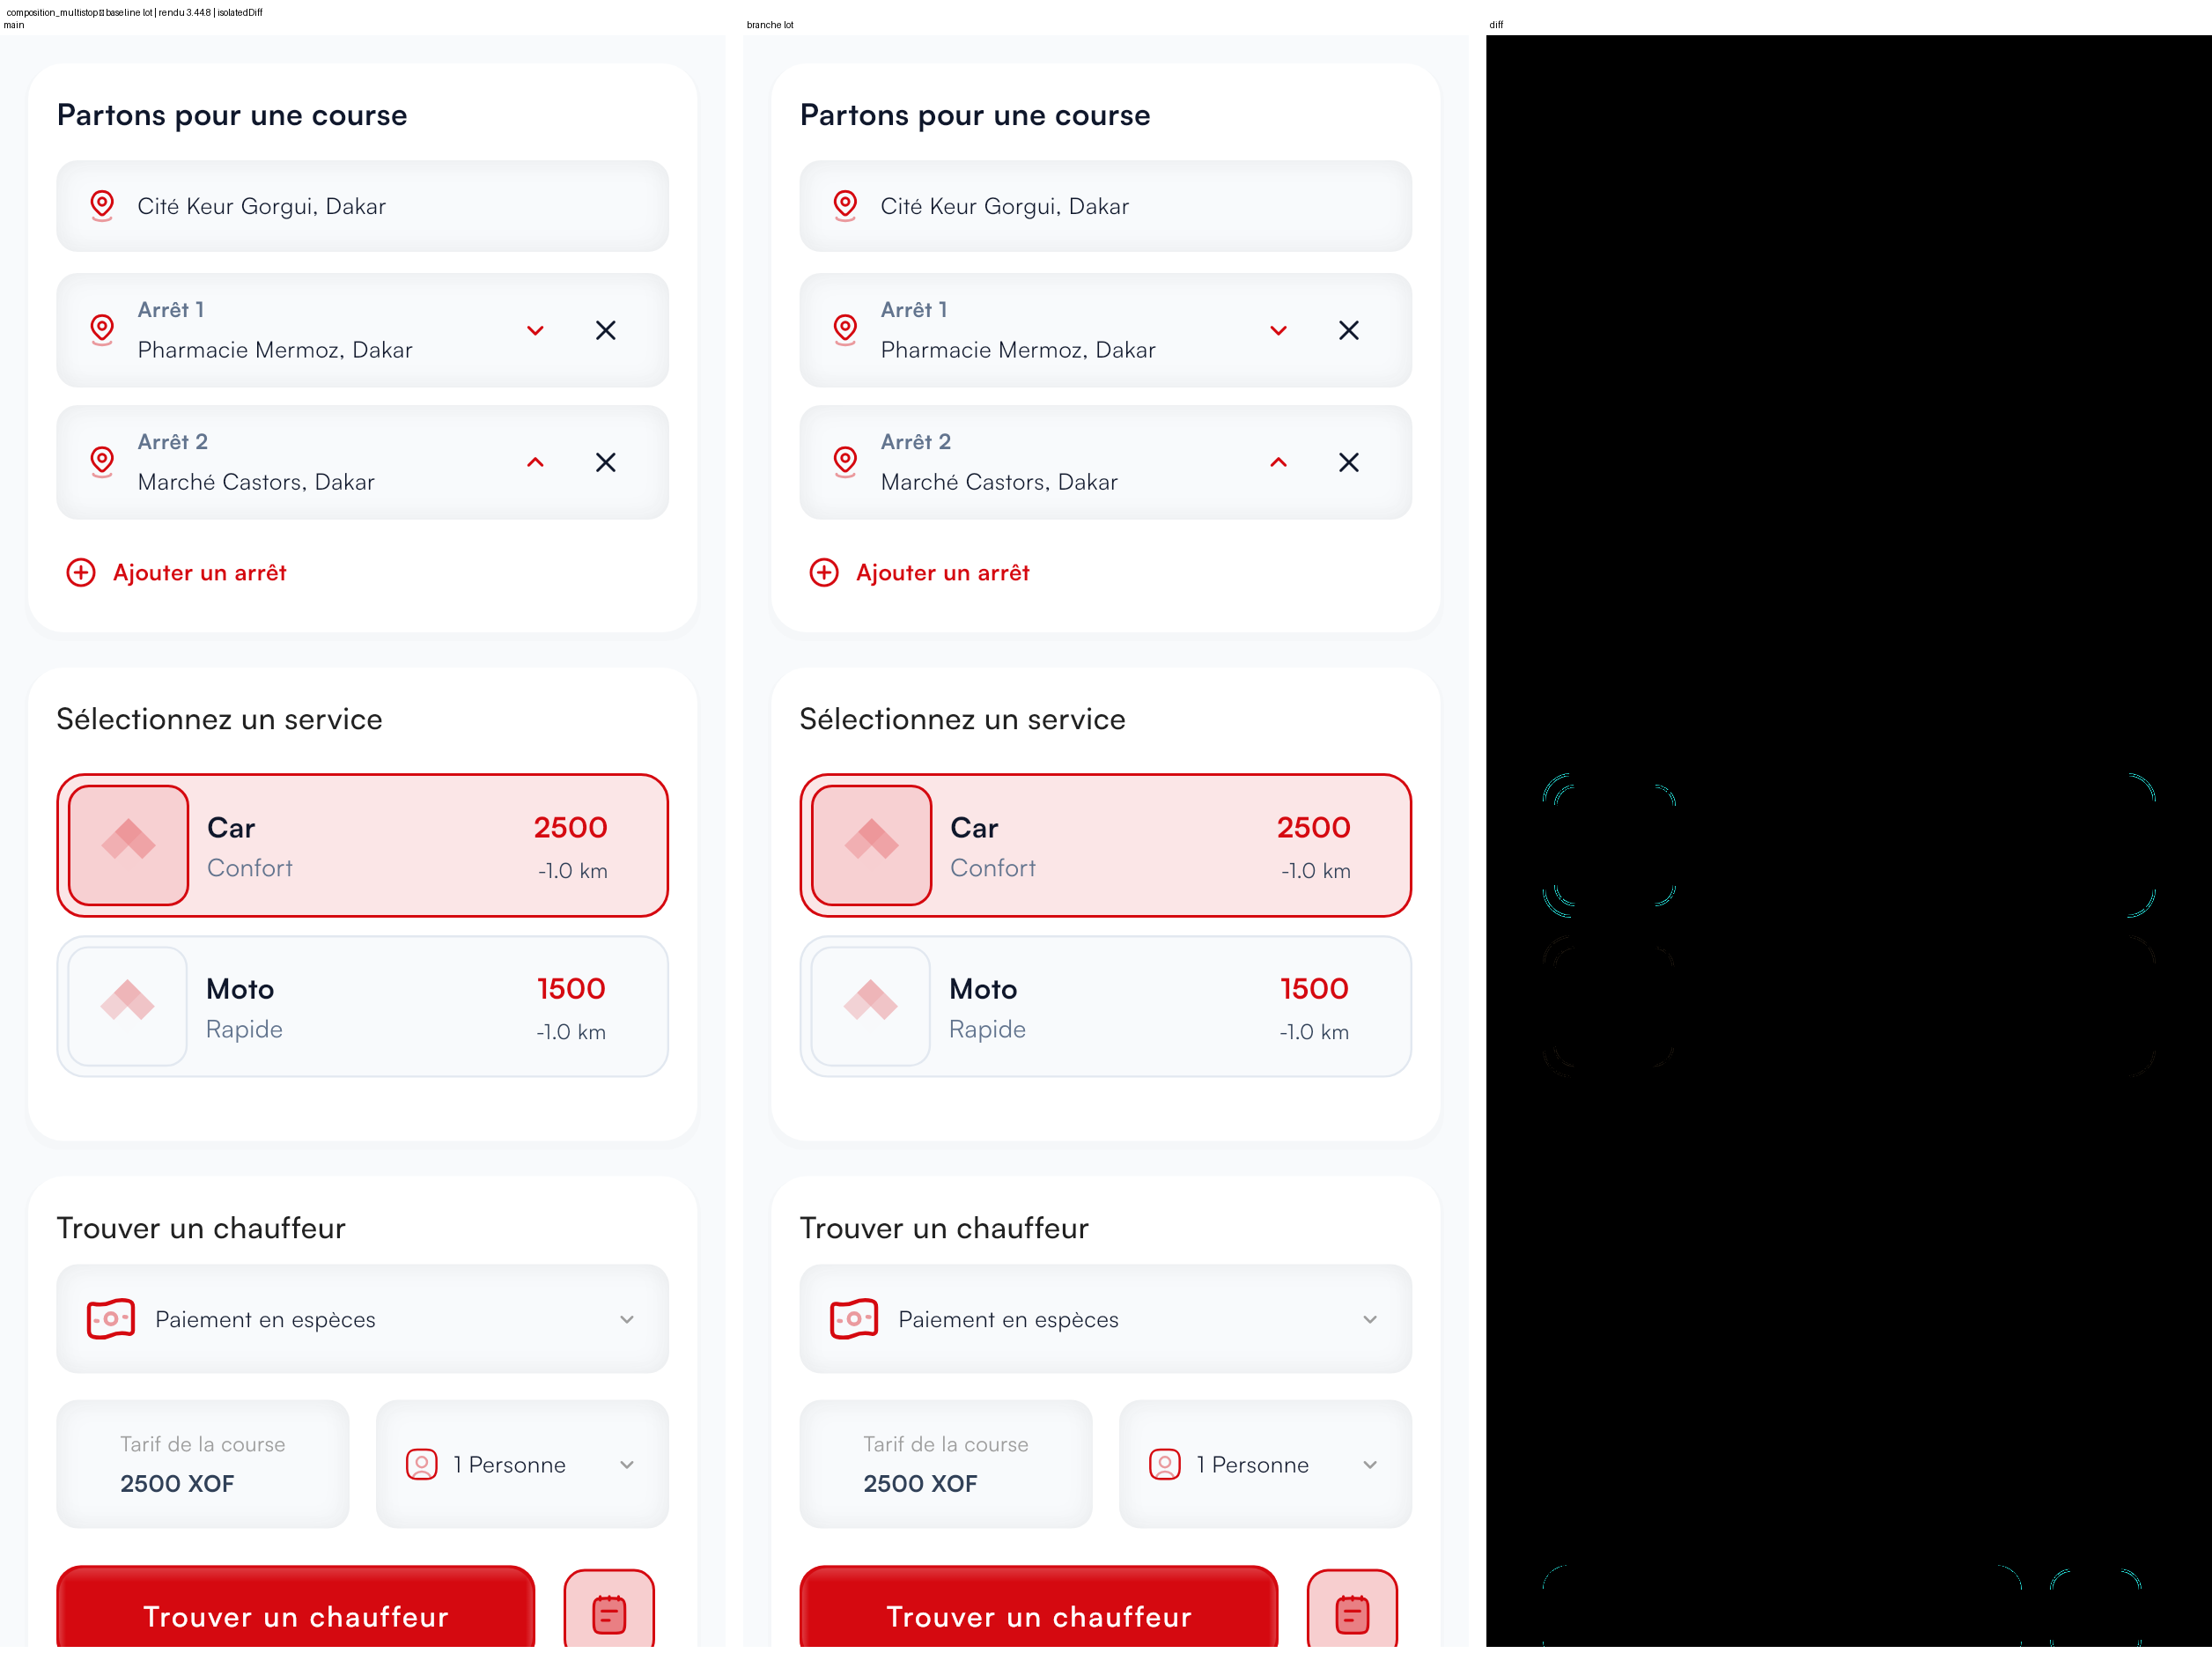 composition_multistop baseline lot | rendu 3.44.8 | isolatedDiff
main
branche lot
diff
Partons pour une course
Cité Keur Gorgui, Dakar
Arrêt 1
Pharmacie Mermoz, Dakar
Arrêt 2
Marché Castors, Dakar
Ajouter un arrêt
Sélectionnez un service
Car
2500
Confort
-1.0 km
Moto
1500
Rapide
-1.0 km
Trouver un chauffeur
Paiement en espèces
Tarif de la course
2500 XOF
1 Personne
Trouver un chauffeur
Partons pour une course
Cité Keur Gorgui, Dakar
Arrêt 1
Pharmacie Mermoz, Dakar
Arrêt 2
Marché Castors, Dakar
Ajouter un arrêt
Sélectionnez un service
Car
2500
Confort
-1.0 km
Moto
1500
Rapide
-1.0 km
Trouver un chauffeur
Paiement en espèces
Tarif de la course
2500 XOF
1 Personne
Trouver un chauffeur